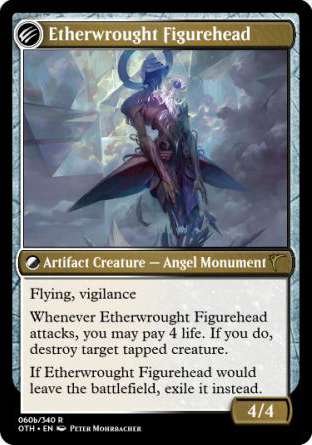 Etherwrought Figurehead
Artifact Creature — Angel Monument
Flying, vigilance
Whenever Etherwrought Figurehead
attacks, you may pay 4 life. If you do,
destroy target tapped creature.
If Etherwrought Figurehead would
leave the battlefield, exile it instead.
4/4
060b/340 R
OTH • EN Peter Mohrbacher